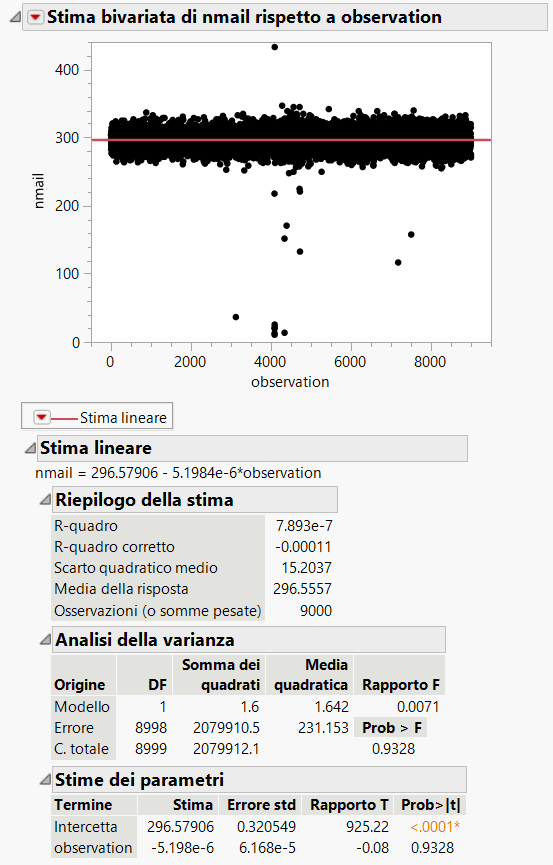 Stima bivariata di nmail rispetto a observation
400
300
200
100
0
nmail
0 2000 4000 6000 8000
observation
Stima lineare
Stima lineare
nmail = 296.57906 - 5.1984e-6*observation
Riepilogo della stima
R-quadro 7.893e-7
R-quadro corretto -0.00011
Scarto quadratico medio 15.2037
Media della risposta 296.5557
Osservazioni (o somme pesate) 9000
Analisi della varianza
Somma dei Media
Origine DF quadrati quadratica Rapporto F
Modello 1 1.6 1.642 0.0071
Errore 8998 2079910.5 231.153 Prob > F
C. totale 8999 2079912.1 0.9328
Stime dei parametri
Termine Stima Errore std Rapporto T Prob>|t|
Intercetta 296.57906 0.320549 925.22 <.0001*
observation -5.198e-6 6.168e-5 -0.08 0.9328